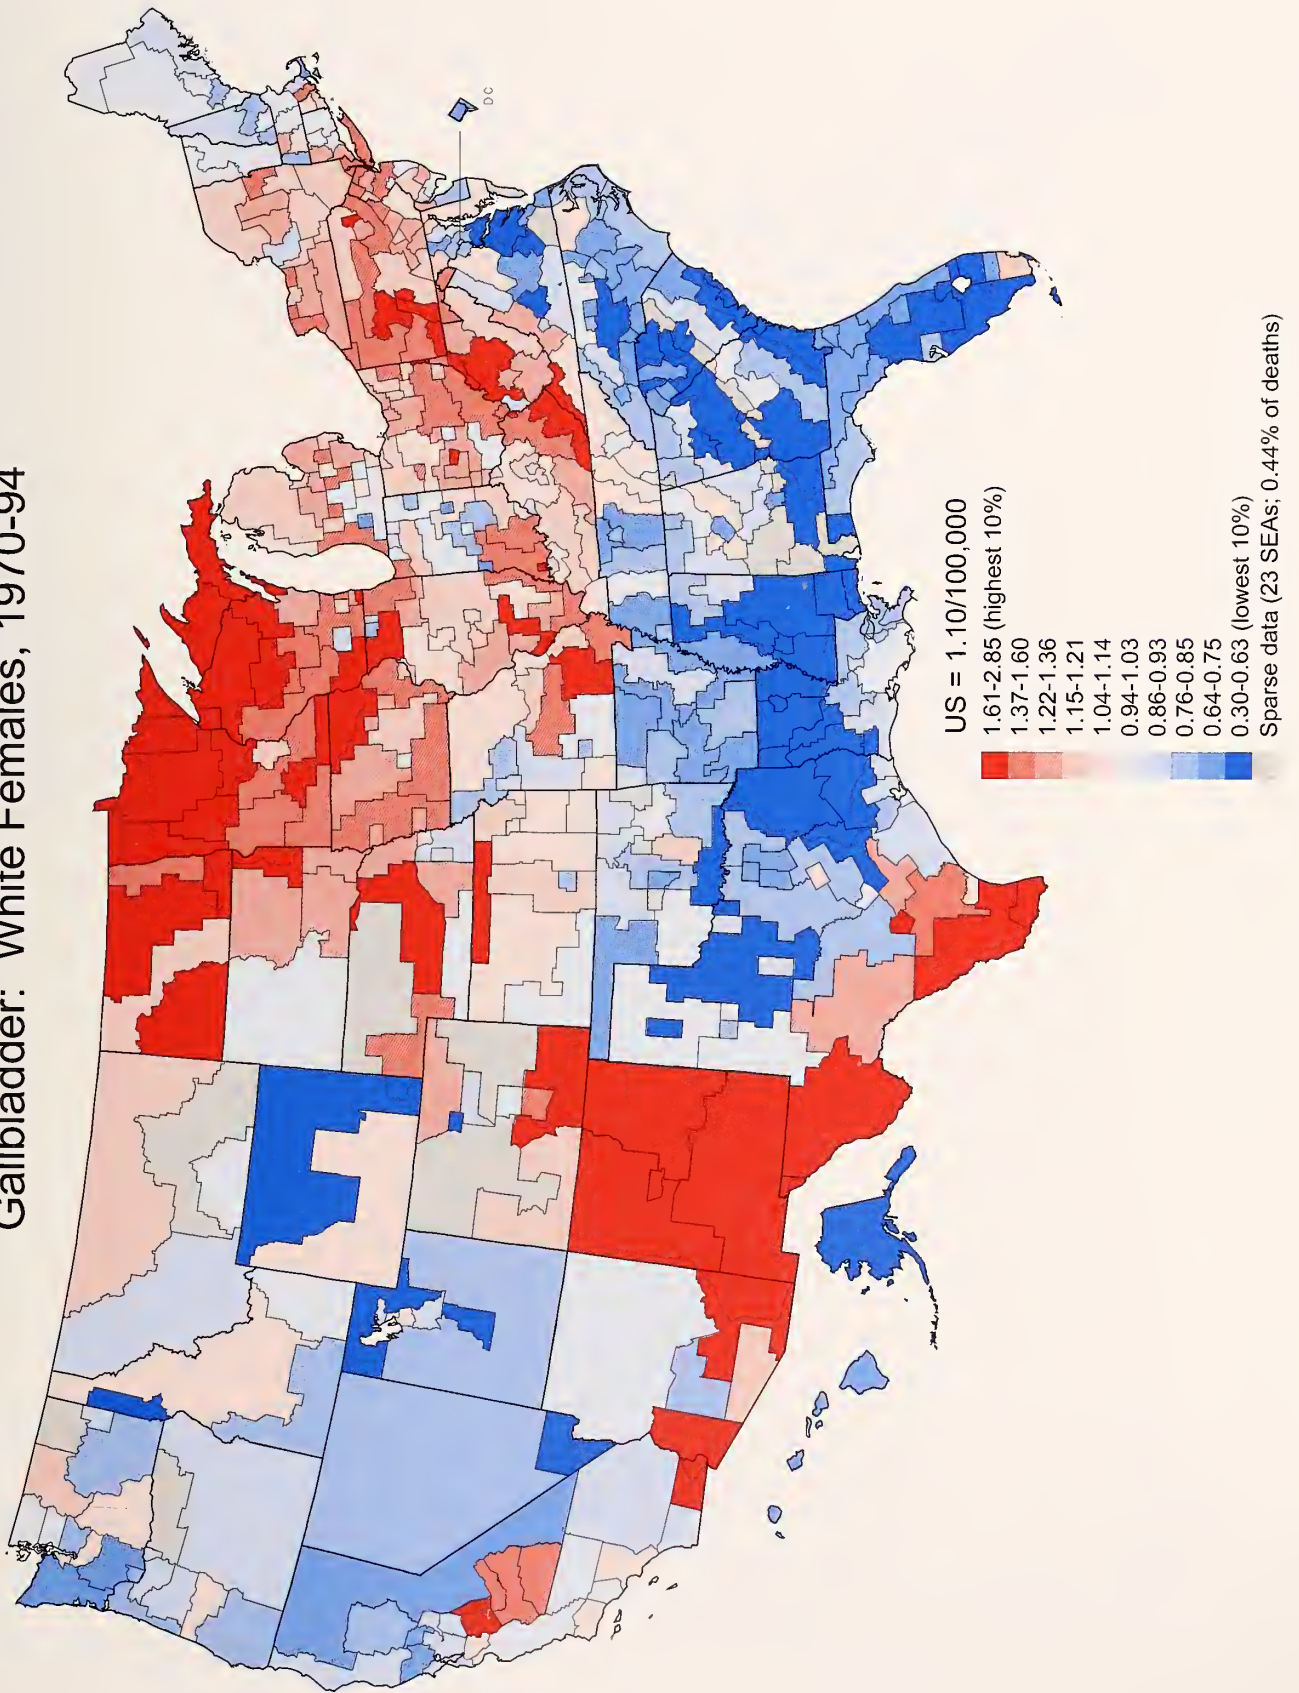 Gallbladder: White Females, 1970-94
DC
US = 1.10/100,000
1.61-2.85 (highest 10%)
1.37-1.60
1.22-1.36
1.15-1.21
1.04-1.14
0.94-1.03
0.86-0.93
0.76-0.85
0.64-0.75
0.30-0.63 (lowest 10%)
Sparse data (23 SEAs; 0.44% of deaths)